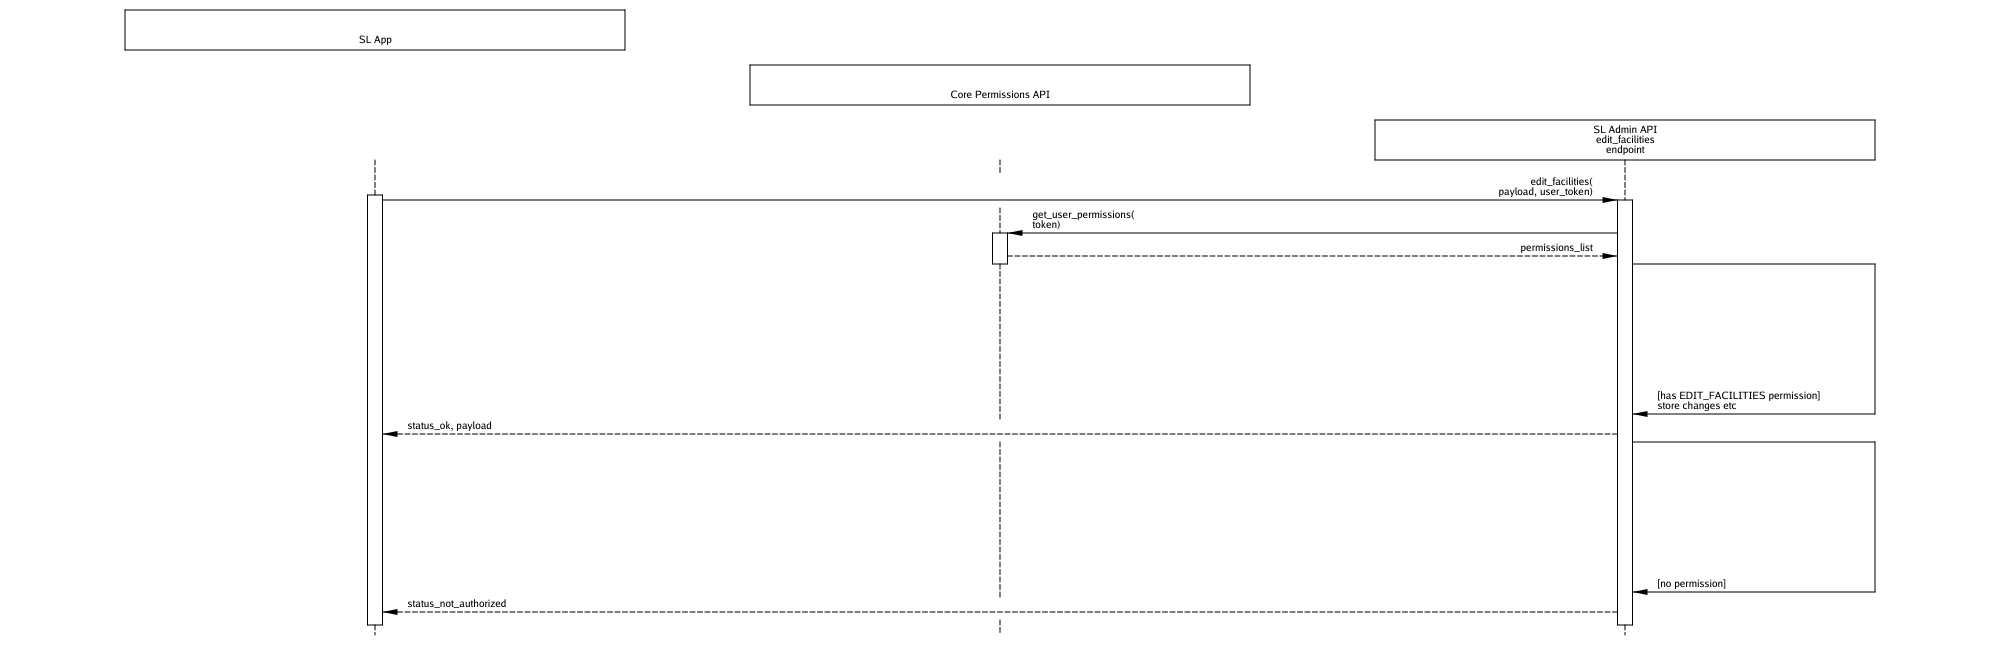 SL App
Core Permissions API
SL Admin API
edit_facilities
endpoint
edit_facilities(
payload, user_token)
get_user_permissions(
token)
permissions_list
[has EDIT_FACILITIES permission]
store changes etc
status_ok, payload
[no permission]
status_not_authorized